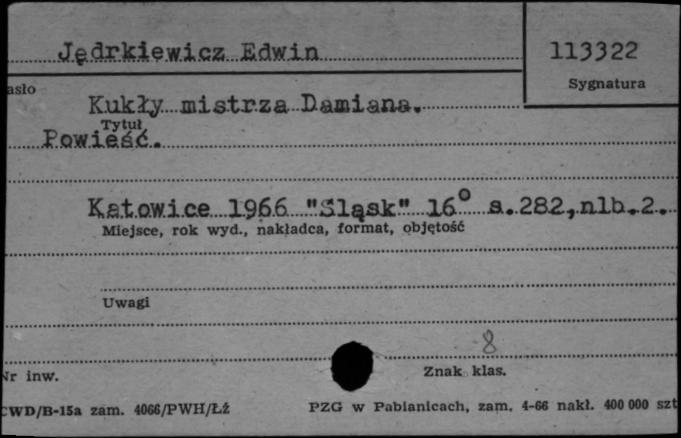 Jędrkiewicz Edwin
113322
asło
Sygnatura
Kukły mistrza Damiana.
Tytuł
Powieść.
Katowice 1966 "Śląsk" 16° s.282,nlb.2.
Miejsce, rok wyd., nakładca, format, objętość
Uwagi
8
Nr inw.
Znak klas.
CWD/B-15a zam. 4066/PWH/Łź
PZG w Pabianicach, zam. 4-66 nakł. 400 000 szt